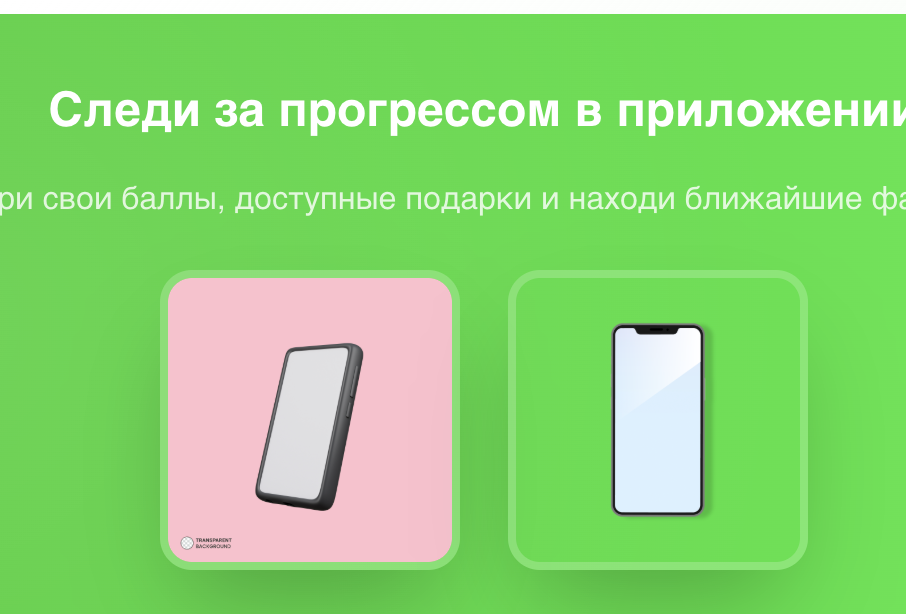 Следи за прогрессом в приложении
ри свои баллы, доступные подарки и находи ближайшие фа
TRANSPARENT
BACKGROUND